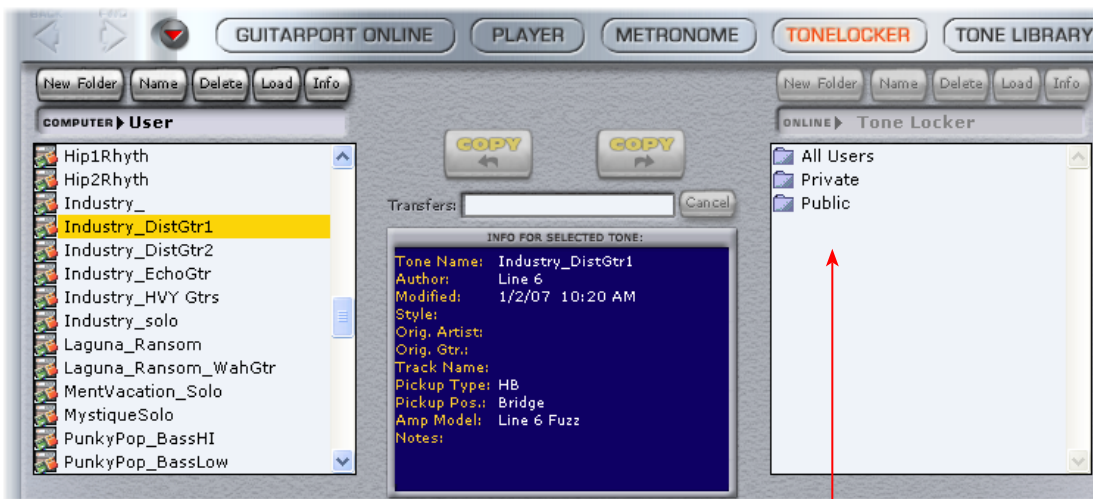 BACK FWD
GUITARPORT ONLINE PLAYER METRONOME TONELOCKER TONE LIBRARY
New Folder Name Delete Load Info
COMPUTER User
Hip1Rhyth
Hip2Rhyth
Industry_
Industry_DistGtr1
Industry_DistGtr2
Industry_EchoGtr
Industry_HVY Gtrs
Industry_solo
Laguna_Ransom
Laguna_Ransom_WahGtr
MentVacation_Solo
MystiqueSolo
PunkyPop_BassHI
PunkyPop_BassLow
COPY COPY
Transfers: Cancel
INFO FOR SELECTED TONE:
Tone Name: Industry_DistGtr1
Author: Line 6
Modified: 1/2/07 10:20 AM
Style:
Orig. Artist:
Orig. Gtr.:
Track Name:
Pickup Type: HB
Pickup Pos.: Bridge
Amp Model: Line 6 Fuzz
Notes:
New Folder Name Delete Load Info
ONLINE Tone Locker
All Users
Private
Public